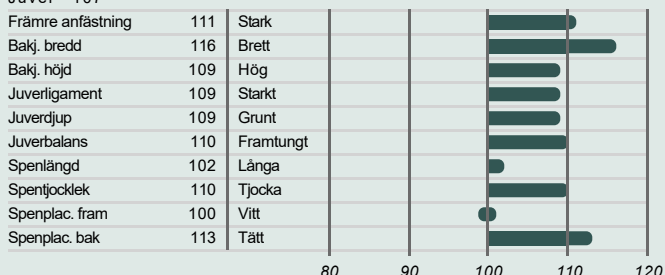 Främre anfästning 111 Stark
Bakj. bredd 116 Brett
Bakj. höjd 109 Hög
Juverligament 109 Starkt
Juverdjup 109 Grunt
Juverbalans 110 Framtungt
Spenlängd 102 Långa
Spentjocklek 110 Tjocka
Spenplac. fram 100 Vitt
Spenplac. bak 113 Tätt
80 90 100 110 120